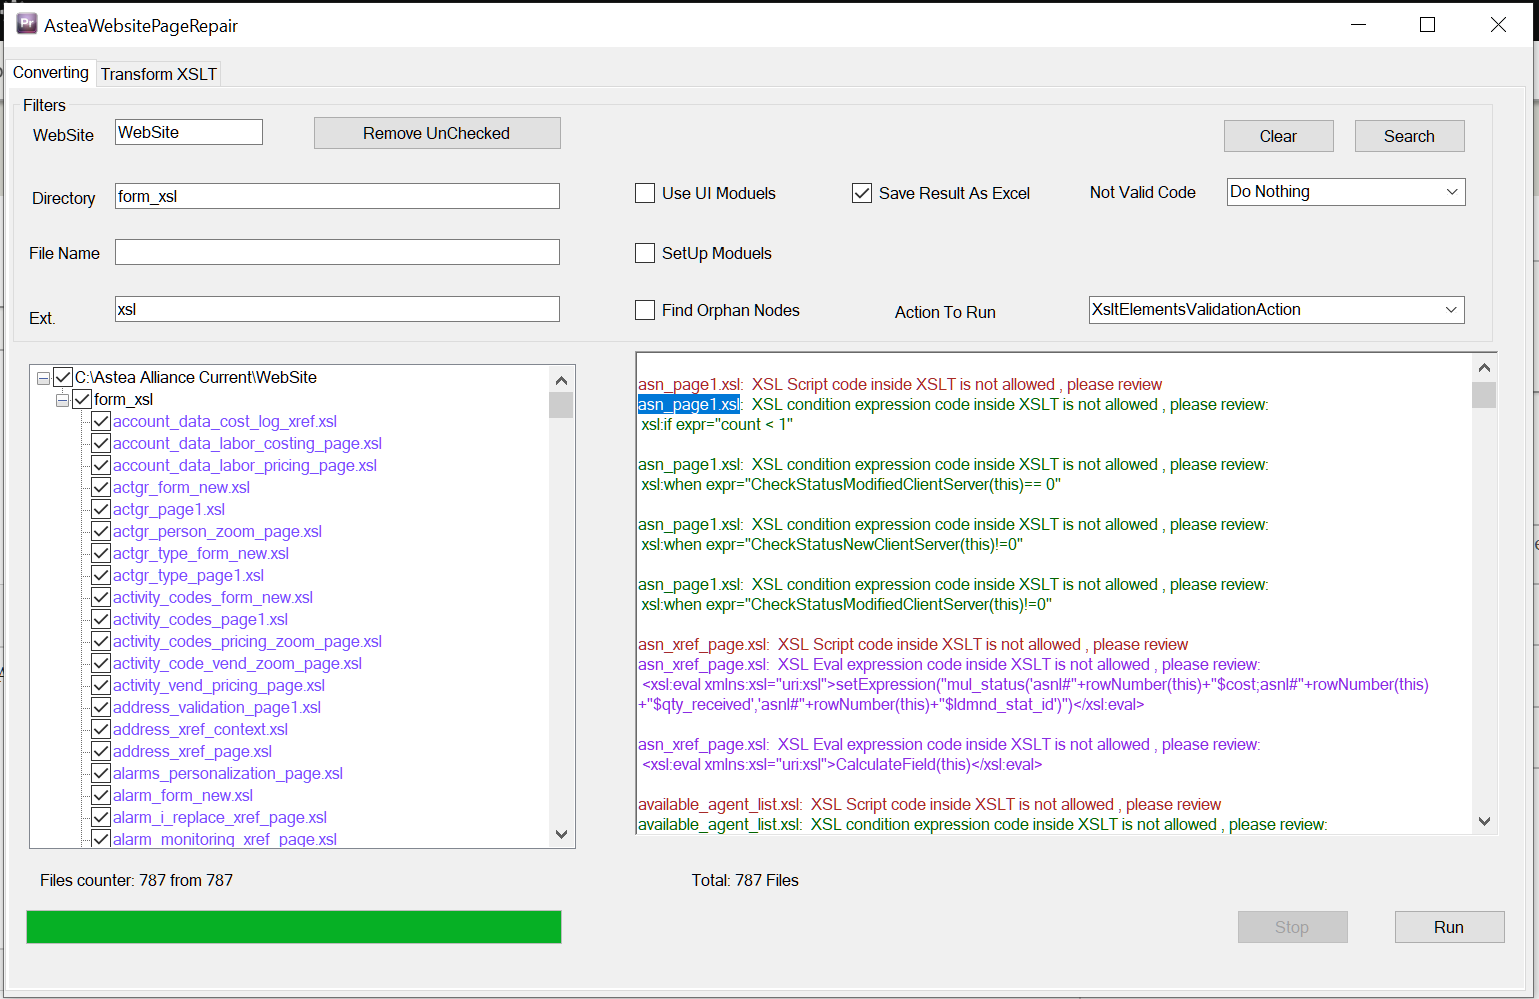 Pr AsteaWebsitePageRepair
Converting Transform XSLT
Filters
WebSite WebSite Remove UnChecked Clear Search
Directory form_xsl Use UI Moduels Save Result As Excel Not Valid Code Do Nothing
File Name SetUp Moduels
Ext. xsl Find Orphan Nodes Action To Run XsltElementsValidationAction
C:\Astea Alliance Current\WebSite
form_xsl
account_data_cost_log_xref.xsl
account_data_labor_costing_page.xsl
account_data_labor_pricing_page.xsl
actgr_form_new.xsl
actgr_page1.xsl
actgr_person_zoom_page.xsl
actgr_type_form_new.xsl
actgr_type_page1.xsl
activity_codes_form_new.xsl
activity_codes_page1.xsl
activity_codes_pricing_zoom_page.xsl
activity_code_vend_zoom_page.xsl
activity_vend_pricing_page.xsl
address_validation_page1.xsl
address_xref_context.xsl
address_xref_page.xsl
alarms_personalization_page.xsl
alarm_form_new.xsl
alarm_i_replace_xref_page.xsl
alarm_monitoring_xref_page.xsl
asn_page1.xsl: XSL Script code inside XSLT is not allowed , please review
asn_page1.xsl: XSL condition expression code inside XSLT is not allowed , please review:
xsl:if expr="count < 1"
asn_page1.xsl: XSL condition expression code inside XSLT is not allowed , please review:
xsl:when expr="CheckStatusModifiedClientServer(this)== 0"
asn_page1.xsl: XSL condition expression code inside XSLT is not allowed , please review:
xsl:when expr="CheckStatusNewClientServer(this)!=0"
asn_page1.xsl: XSL condition expression code inside XSLT is not allowed , please review:
xsl:when expr="CheckStatusModifiedClientServer(this)!=0"
asn_xref_page.xsl: XSL Script code inside XSLT is not allowed , please review
asn_xref_page.xsl: XSL Eval expression code inside XSLT is not allowed , please review:
<xsl:eval xmlns:xsl="uri:xsl">setExpression("mul_status('asnl#"+rowNumber(this)+"$cost;asnl#"+rowNumber(this)
+"$qty_received','asnl#"+rowNumber(this)+"$ldmnd_stat_id')")</xsl:eval>
asn_xref_page.xsl: XSL Eval expression code inside XSLT is not allowed , please review:
<xsl:eval xmlns:xsl="uri:xsl">CalculateField(this)</xsl:eval>
available_agent_list.xsl: XSL Script code inside XSLT is not allowed , please review
available_agent_list.xsl: XSL condition expression code inside XSLT is not allowed , please review:
Files counter: 787 from 787 Total: 787 Files
Stop Run